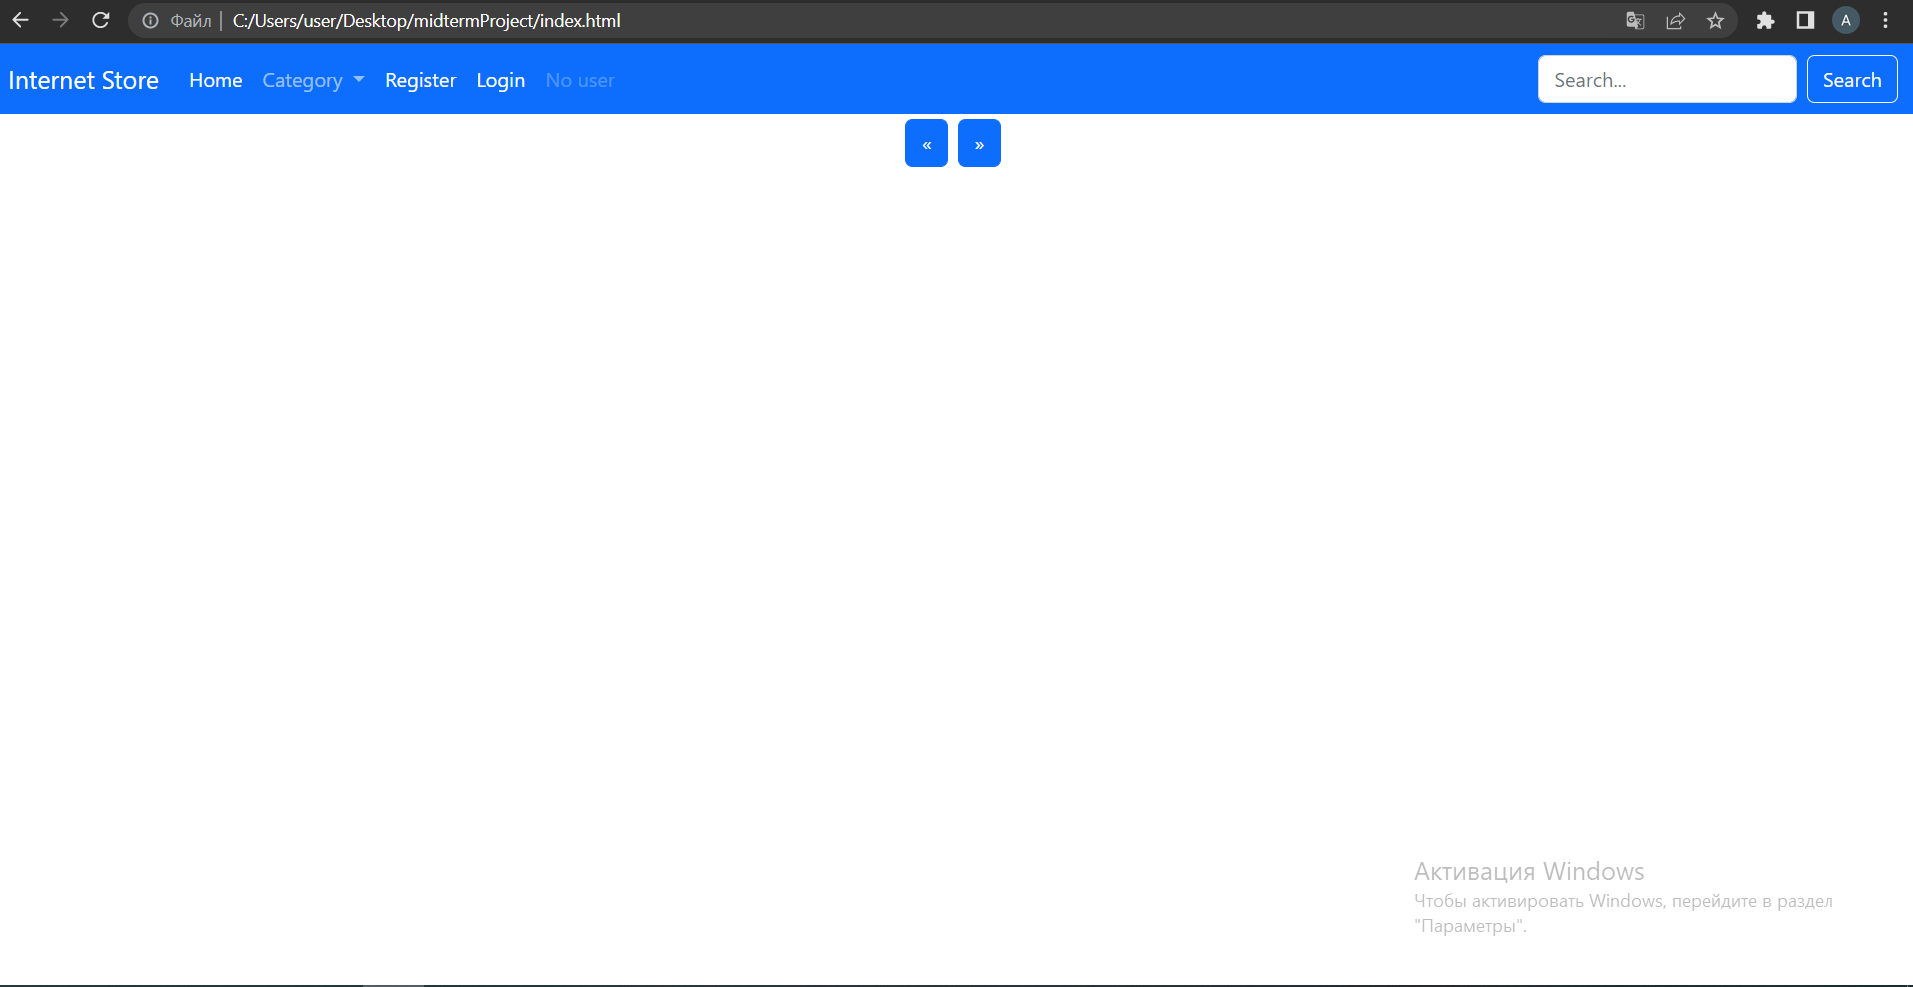 Файл | C:/Users/user/Desktop/midtermProject/index.html
A
Internet Store Home Category Register Login No user Search... Search
« »
Активация Windows
Чтобы активировать Windows, перейдите в раздел
"Параметры".